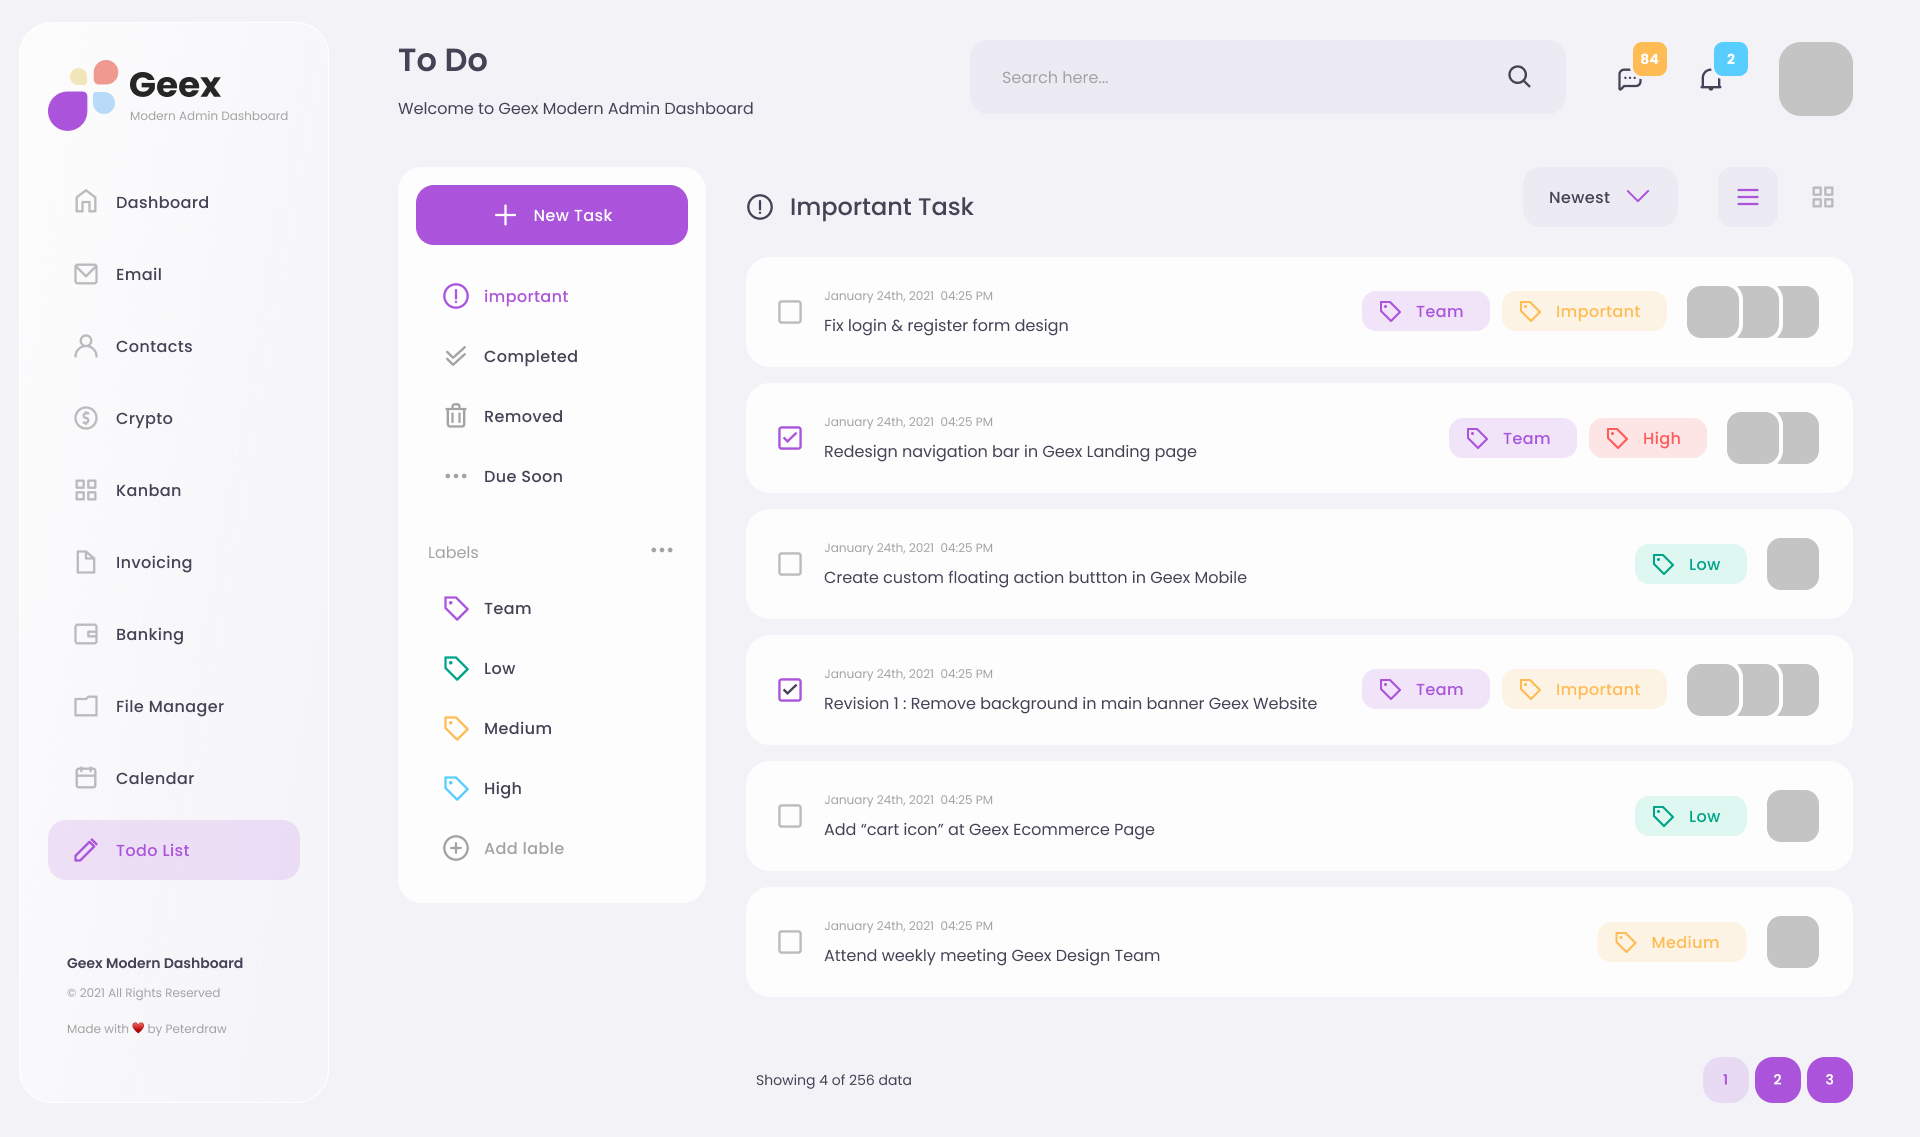 Geex
Modern Admin Dashboard
Dashboard
Email
Contacts
Crypto
Kanban
Invoicing
Banking
File Manager
Calendar
Todo List
Geex Modern Dashboard
© 2021 All Rights Reserved
Made with ❤️ by Peterdraw
To Do
Welcome to Geex Modern Admin Dashboard
Search here...
84
2
New Task
important
Completed
Removed
Due Soon
Labels
Team
Low
Medium
High
Add lable
Important Task
Newest
January 24th, 2021 04:25 PM
Fix login & register form design
Team
Important
January 24th, 2021 04:25 PM
Redesign navigation bar in Geex Landing page
Team
High
January 24th, 2021 04:25 PM
Create custom floating action buttton in Geex Mobile
Low
January 24th, 2021 04:25 PM
Revision 1 : Remove background in main banner Geex Website
Team
Important
January 24th, 2021 04:25 PM
Add “cart icon” at Geex Ecommerce Page
Low
January 24th, 2021 04:25 PM
Attend weekly meeting Geex Design Team
Medium
Showing 4 of 256 data
1 2 3